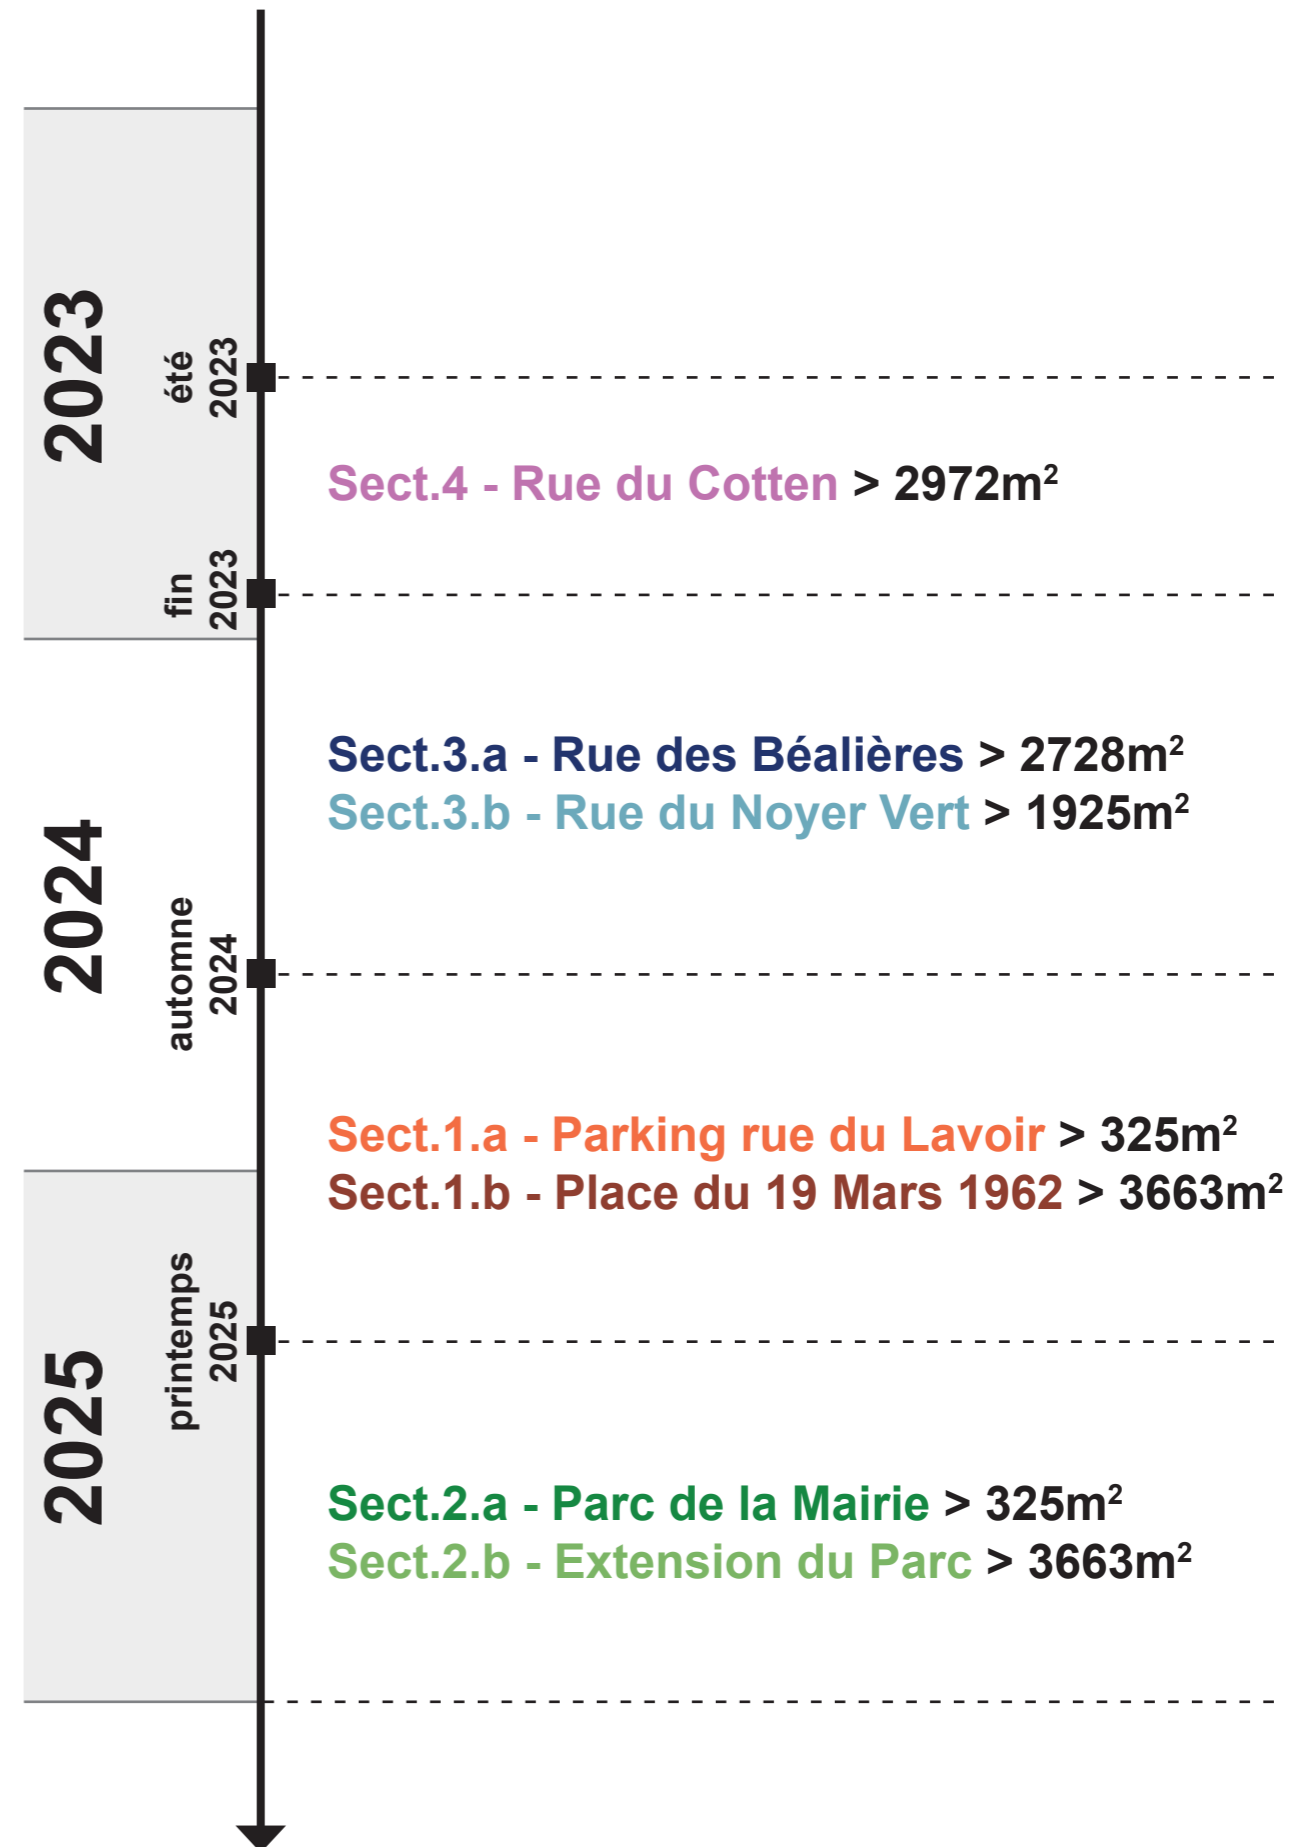 2023
été
2023
Sect.4 - Rue du Cotten > 2972m²
fin
2023
2024
Sect.3.a - Rue des Béalières > 2728m²
Sect.3.b - Rue du Noyer Vert > 1925m²
automne
2024
Sect.1.a - Parking rue du Lavoir > 325m²
Sect.1.b - Place du 19 Mars 1962 > 3663m²
2025
printemps
2025
Sect.2.a - Parc de la Mairie > 325m²
Sect.2.b - Extension du Parc > 3663m²